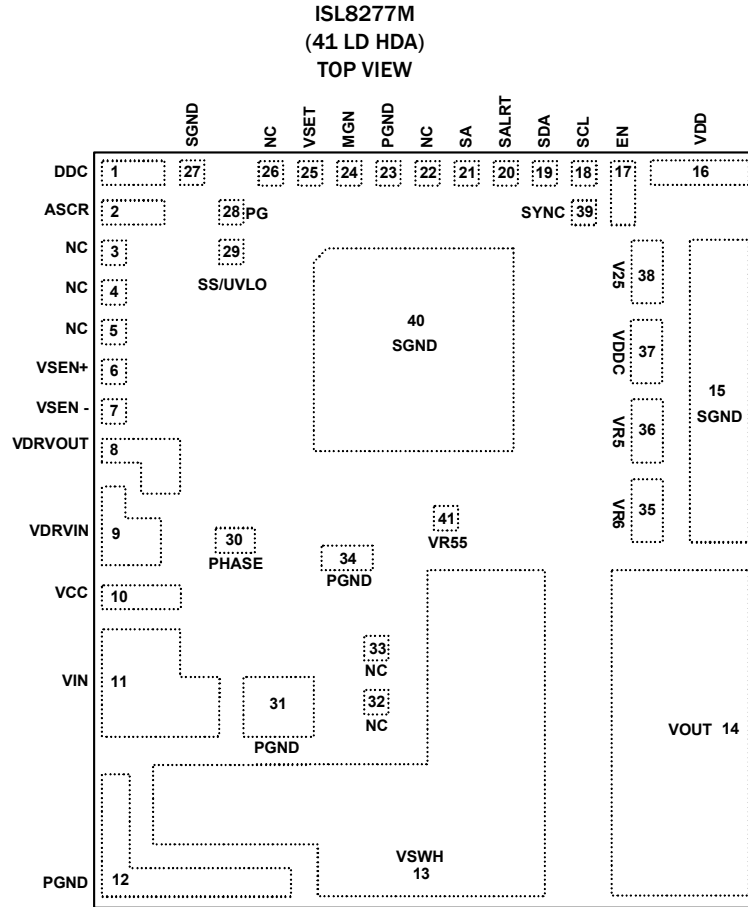 ISL8277M
(41 LD HDA)
TOP VIEW
SGND
NC
VSET
MGN
PGND
NC
SA
SALRT
SDA
SCL
EN
VDD
DDC 1 27 26 25 24 23 22 21 20 19 18 17 16
ASCR 2 28 PG SYNC 39
NC 3 29
SS/UVLO
V25 38
NC 4
40
SGND
NC 5
VDDC 37
VSEN+ 6
15
SGND
VSEN - 7
VR5 36
VDRVOUT 8
VR6 35
41
VR55
VDRVIN 9
30
PHASE
34
PGND
VCC 10
33
NC
VIN 11
31
PGND
32
NC
VOUT 14
VSWH
13
PGND 12